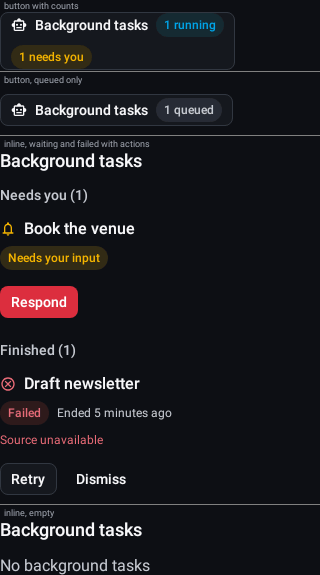 button with counts
Background tasks 1 running
1 needs you
button, queued only
Background tasks 1 queued
inline, waiting and failed with actions
Background tasks
Needs you (1)
Book the venue
Needs your input
Respond
Finished (1)
Draft newsletter
Failed Ended 5 minutes ago
Source unavailable
Retry Dismiss
inline, empty
Background tasks
No background tasks